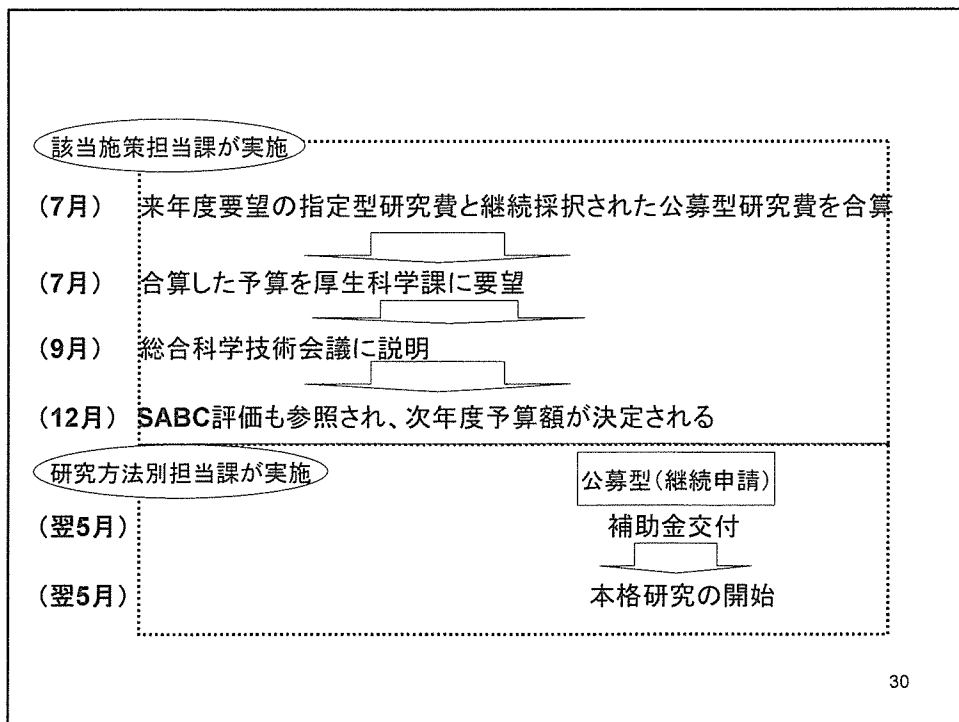 該当施策担当課が実施
(7月) 来年度要望の指定型研究費と継続採択された公募型研究費を合算
(7月) 合算した予算を厚生科学課に要望
(9月) 総合科学技術会議に説明
(12月) SABC評価も参照され、次年度予算額が決定される
研究方法別担当課が実施
公募型(継続申請)
(翌5月) 補助金交付
(翌5月) 本格研究の開始
30